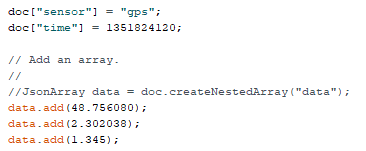 doc["sensor"] = "gps";
doc["time"] = 1351824120;
// Add an array.
//
//JsonArray data = doc.createNestedArray("data");
data.add(48.756080);
data.add(2.302038);
data.add(1.345);